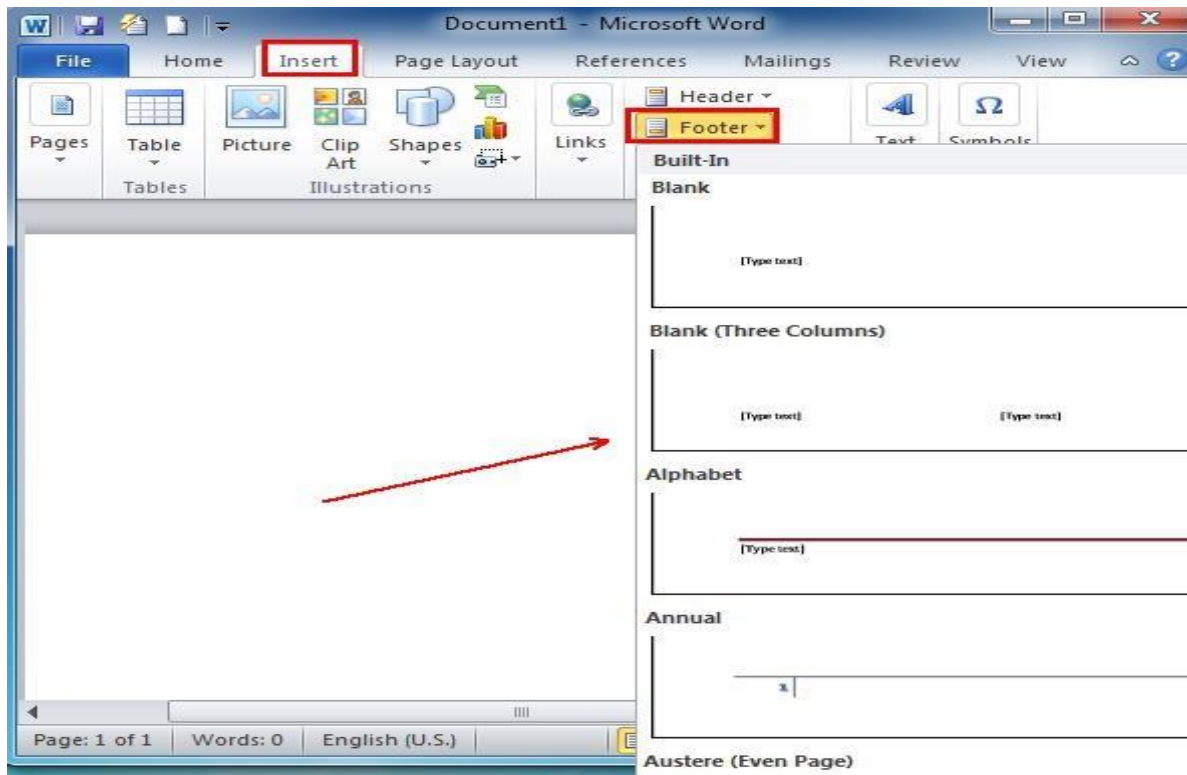 W
Document1 - Microsoft Word
File Home Insert Page Layout References Mailings Review View
Header
Footer
Pages Table Picture Clip Art Shapes Links Text Symbols
Tables Illustrations
Built-In
Blank
[Type text]
Blank (Three Columns)
[Type text] [Type text]
Alphabet
[Type text]
Annual
1
Austere (Even Page)
Page: 1 of 1 Words: 0 English (U.S.)